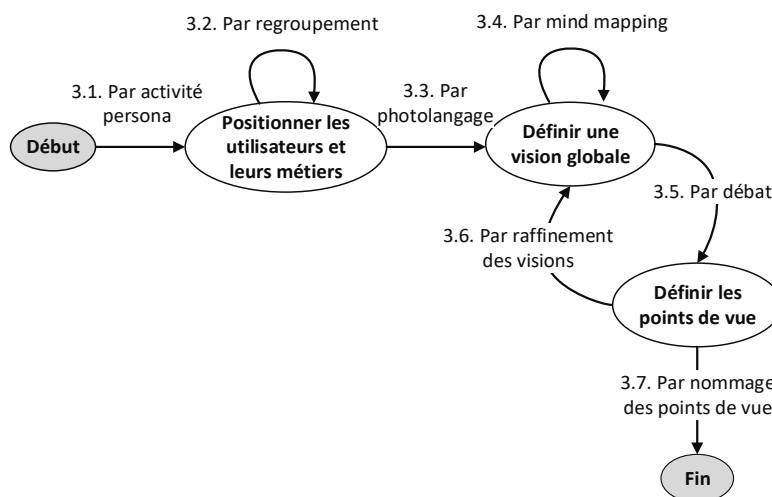 3.2. Par regroupement
3.4. Par mind mapping
3.1. Par activité
persona
3.3. Par
photolangage
Début
Positionner les
utilisateurs et
leurs métiers
Définir une
vision globale
3.5. Par débat
3.6. Par raffinement
des visions
Définir les
points de vue
3.7. Par nommage
des points de vue
Fin